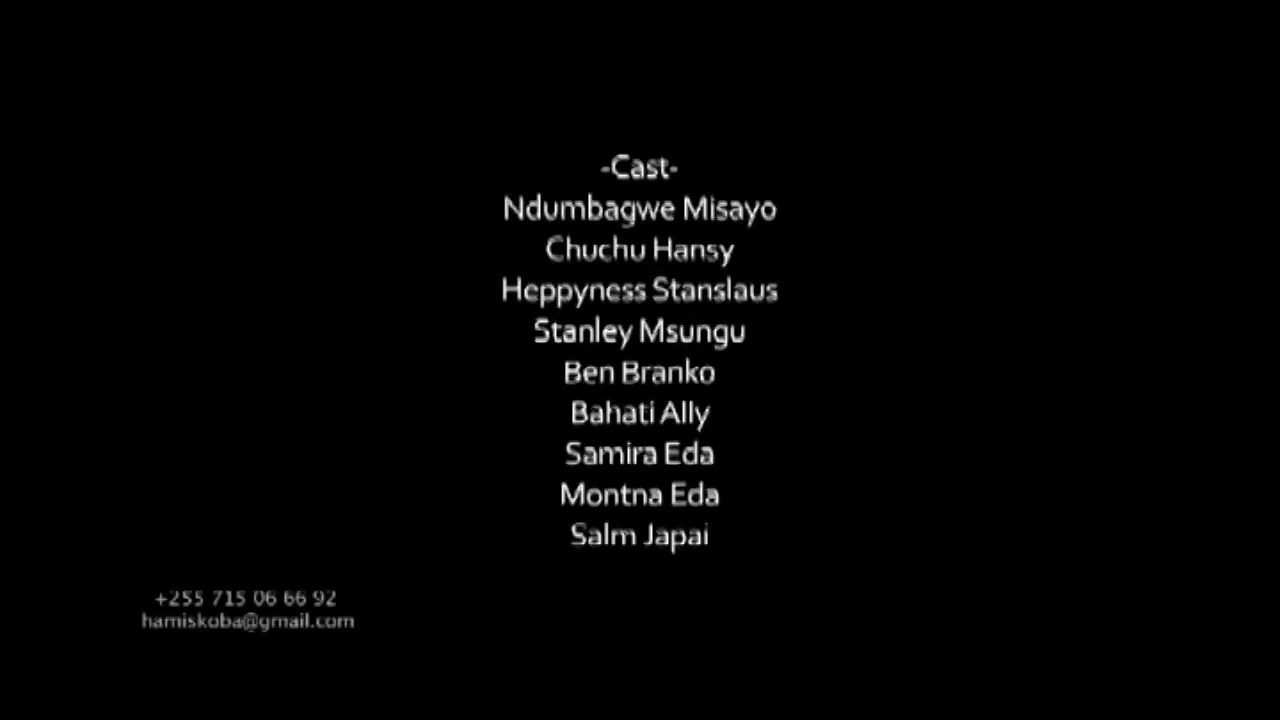 -Cast-
Ndumbagwe Misayo
Chuchu Hansy
Heppyness Stanslaus
Stanley Msungu
Ben Branko
Bahati Ally
Samira Eda
Montna Eda
Salm Japai
+255 715 06 66 92
hamiskoba@gmail.com